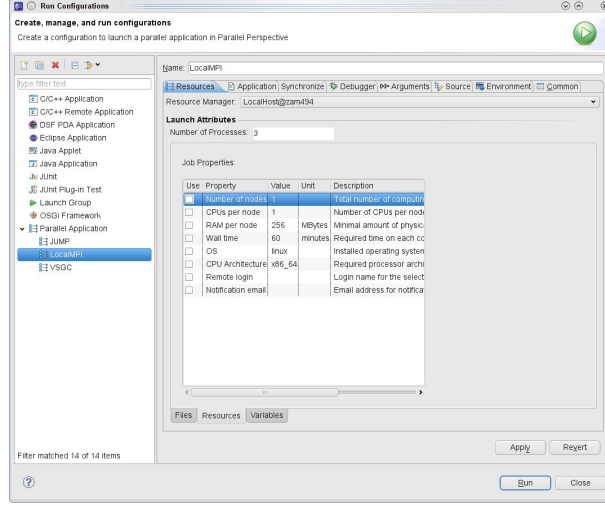 Run Configurations
Create, manage, and run configurations
Create a configuration to launch a parallel application in Parallel Perspective
type filter text
C/C++ Application
C/C++ Remote Application
DSF PDA Application
Eclipse Application
Java Applet
Java Application
JUnit
JUnit Plug-in Test
Launch Group
OSGi Framework
Parallel Application
JUMP
LocalMPI
VSGC
Filter matched 14 of 14 items
Name: LocalMPI
Resources Application Synchronize Debugger Arguments Source Environment Common
Resource Manager: LocalHost@zam494
Launch Attributes
Number of Processes: 3
Job Properties:
Use Property Value Unit Description
Number of nodes 1 Total number of computin
CPUs per node 1 Number of CPUs per node
RAM per node 256 MBytes Minimal amount of physic
Wall time 60 minutes Required time on each co
OS linux Installed operating system
CPU Architecture x86_64 Required processor archi
Remote login Login name for the select
Notification email Email address for notifica
Files Resources Variables
Apply Revert
Run Close